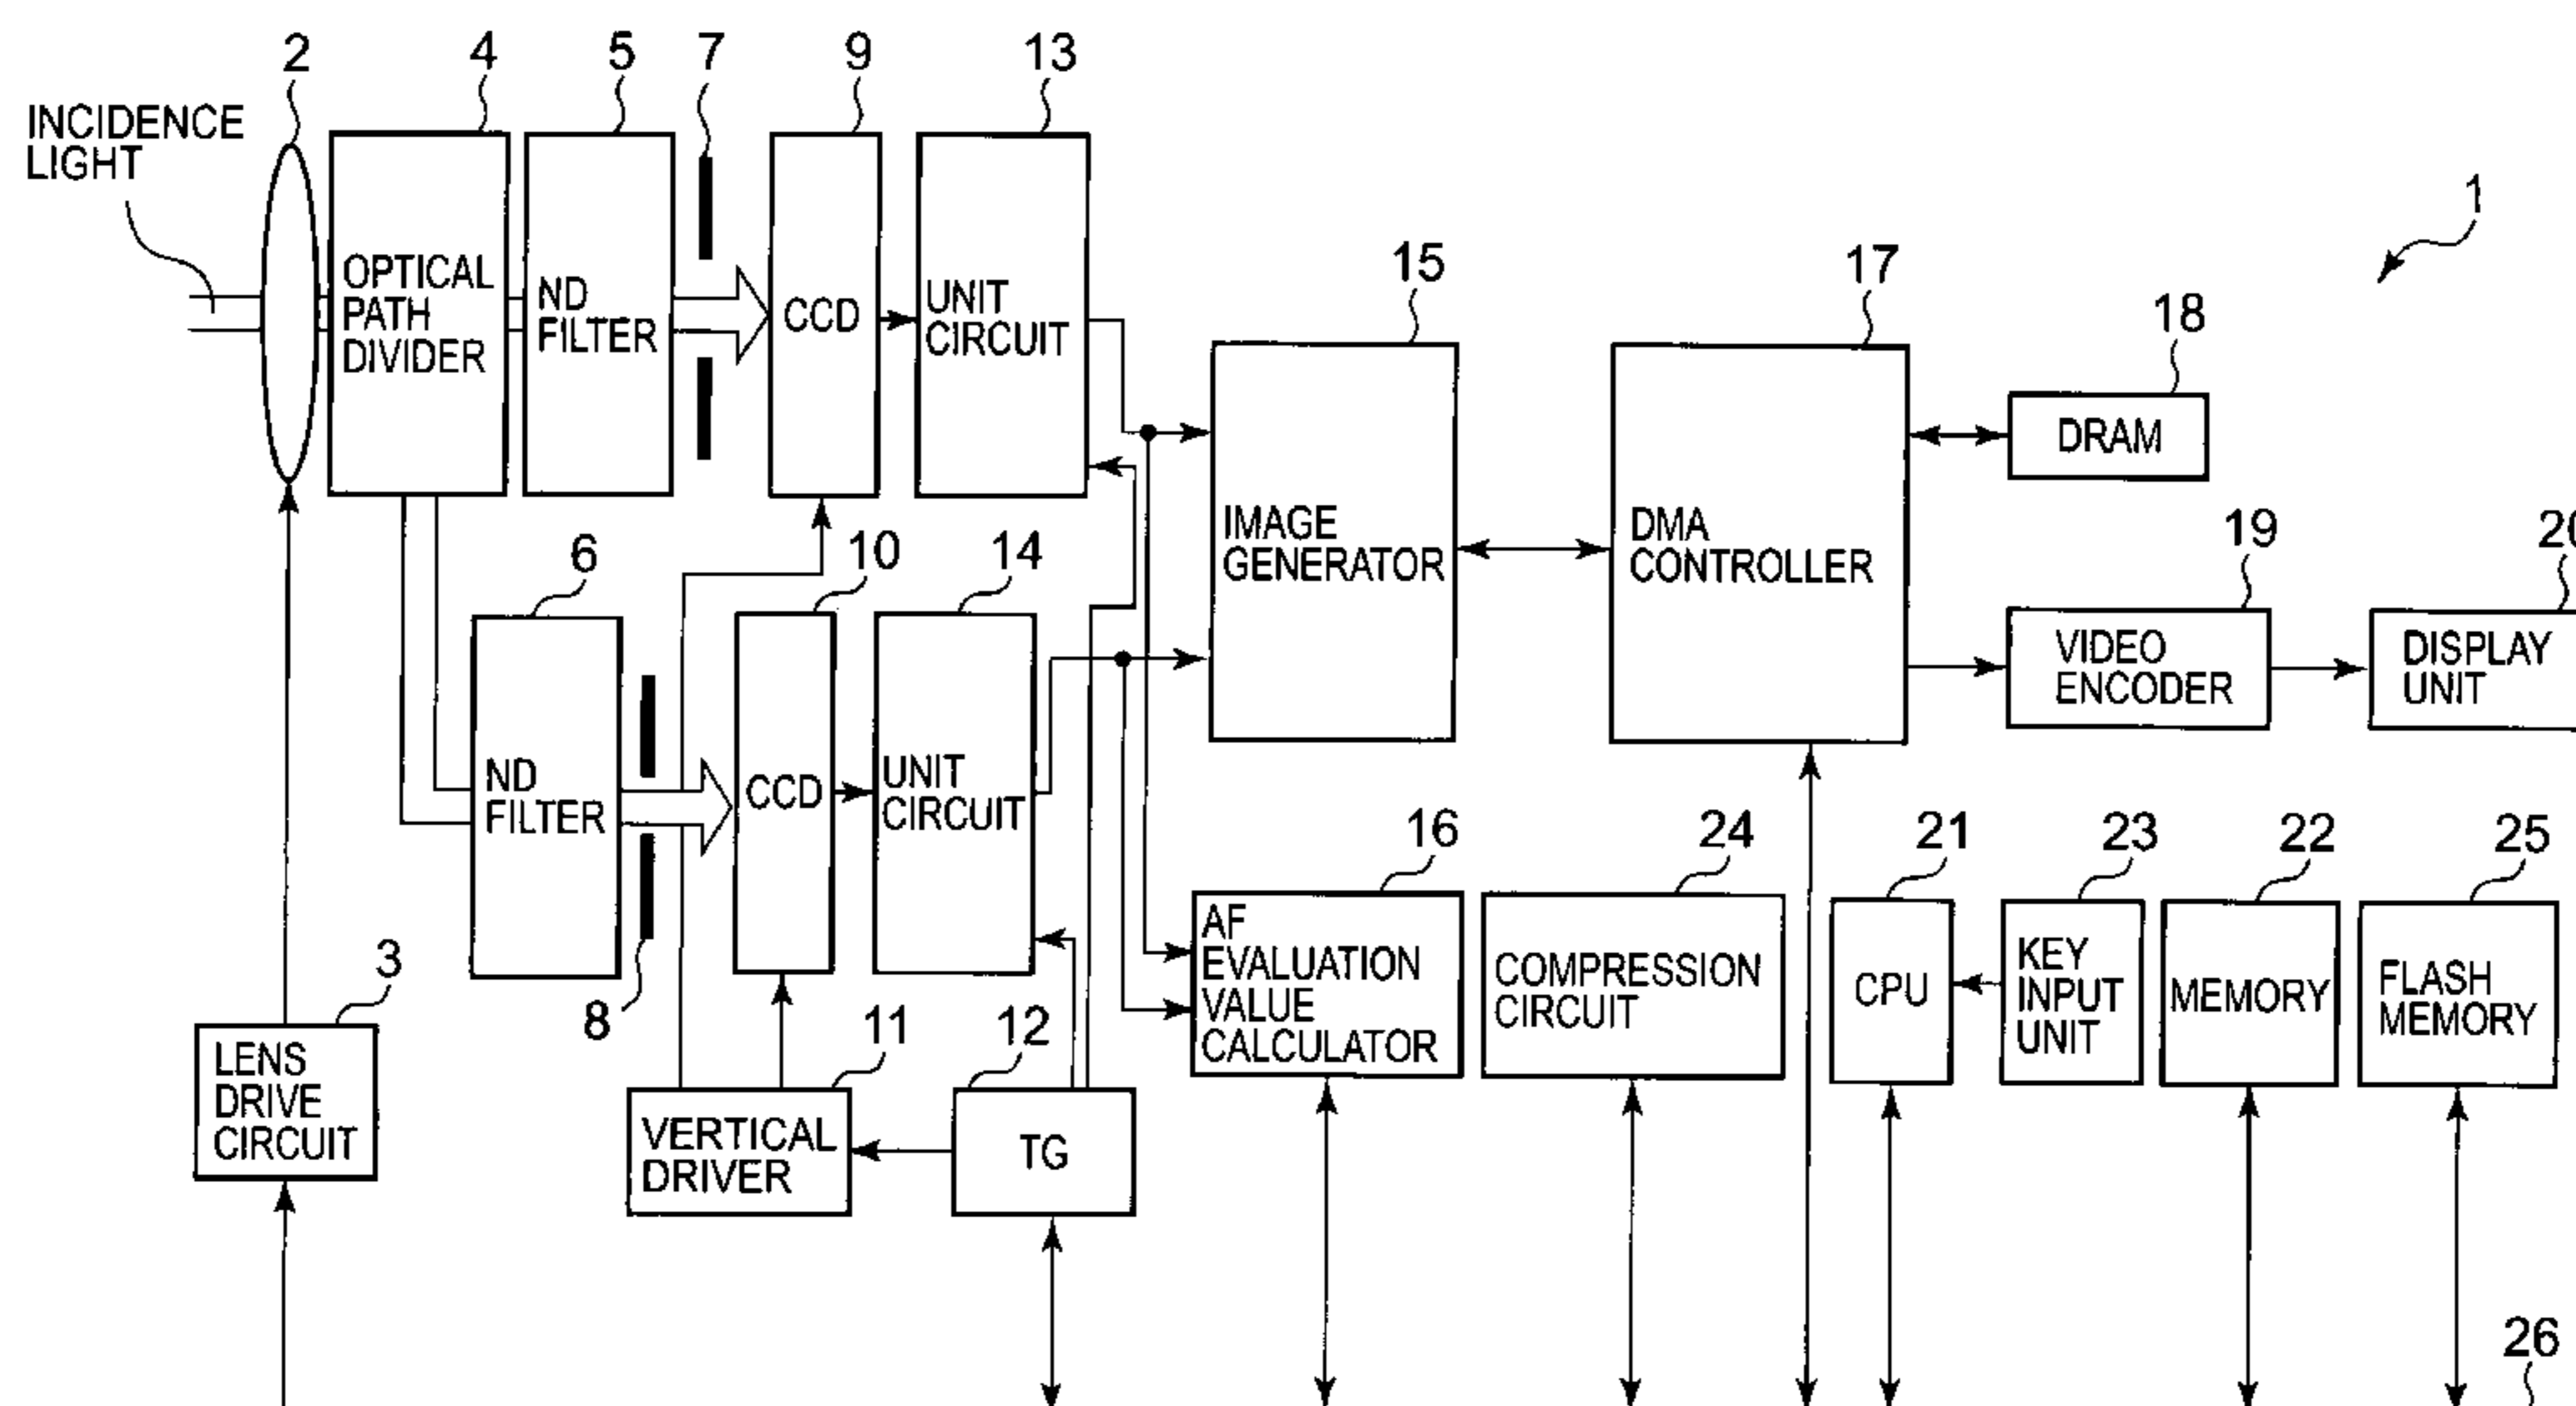 2
4
5
7
9
13
INCIDENCE
LIGHT
1
OPTICAL
PATH
DIVIDER
ND
FILTER
CCD
UNIT
CIRCUIT
15
17
18
DRAM
IMAGE
GENERATOR
DMA
CONTROLLER
19
VIDEO
ENCODER
DISPLAY
UNIT
6
10
14
ND
FILTER
CCD
UNIT
CIRCUIT
8
16
24
21
23
22
25
AF
EVALUATION
VALUE
CALCULATOR
COMPRESSION
CIRCUIT
CPU
KEY
INPUT
UNIT
MEMORY
FLASH
MEMORY
3
11
12
LENS
DRIVE
CIRCUIT
VERTICAL
DRIVER
TG
26